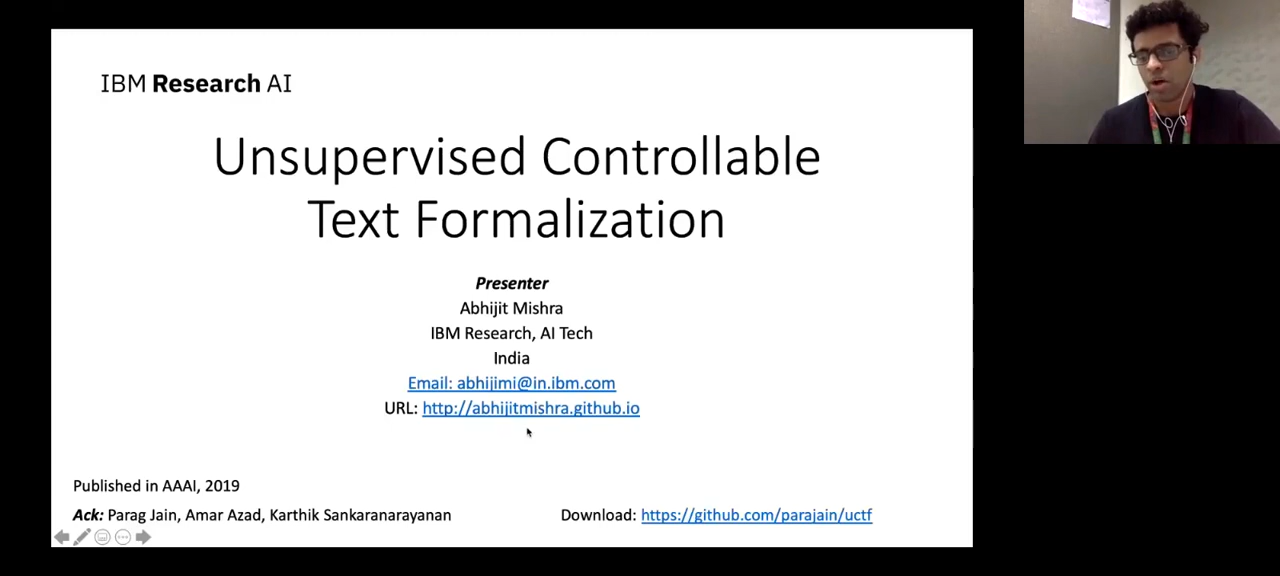 IBM Research AI
Unsupervised Controllable
Text Formalization
Presenter
Abhijit Mishra
IBM Research, AI Tech
India
Email: abhijimi@in.ibm.com
URL: http://abhijitmishra.github.io
Published in AAAI, 2019
Ack: Parag Jain, Amar Azad, Karthik Sankaranarayanan
Download: https://github.com/parajain/uctf